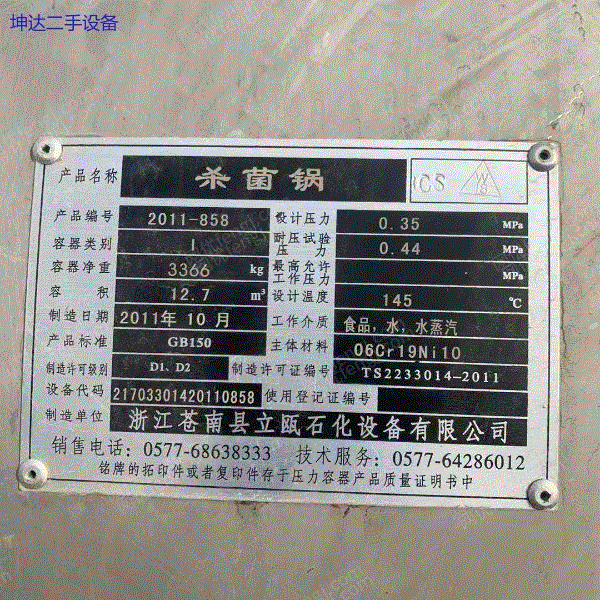 坤达二手设备
产品名称 杀菌锅 CS
产品编号 2011-858 设计压力 0.35 MPa
容器类别 I 耐压试验压力 0.44 MPa
容器净重 3366 kg 最高允许工作压力 MPa
容积 12.7 m³ 设计温度 145 ℃
制造日期 2011年 10 月 工作介质 食品，水，水蒸汽
产品标准 GB150 主体材料 06Cr19Ni10
制造许可级别 D1、D2 制造许可证编号 TS2233014-2011
设备代码 21703301420110858 使用登记证编号
制造单位 浙江苍南县立瓯石化设备有限公司
销售电话：0577-68638333 技术服务：0577-64286012
铭牌的拓印件或者复印件存于压力容器产品质量证明书中